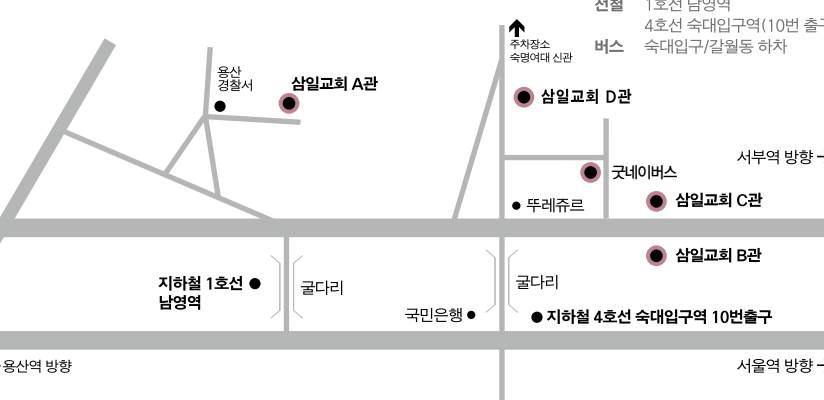 전철 1호선 남영역
4호선 숙대입구역(10번 출구
버스 숙대입구/갈월동 하차
주차장소
숙명여대 신관
용산
경찰서
삼일교회 A관
삼일교회 D관
서부역 방향
굿네이버스
삼일교회 C관
뚜레쥬르
삼일교회 B관
지하철 1호선
남영역
굴다리
굴다리
국민은행
지하철 4호선 숙대입구역 10번출구
용산역 방향
서울역 방향